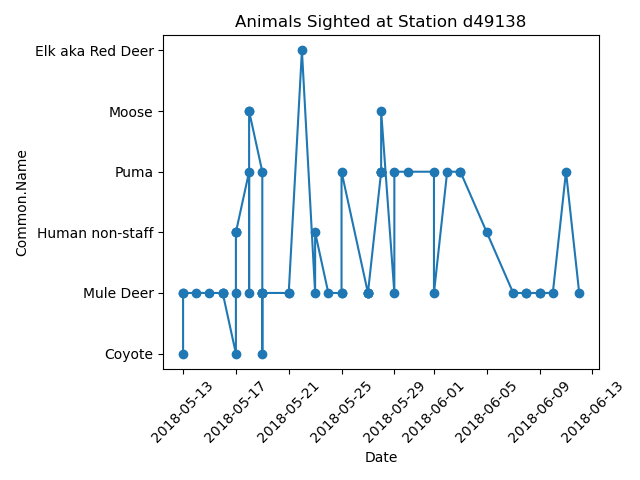 Animals Sighted at Station d49138
Elk aka Red Deer
Moose
Puma
Human non-staff
Mule Deer
Coyote
Common.Name
2018-05-13
2018-05-17
2018-05-21
2018-05-25
2018-05-29
2018-06-01
2018-06-05
2018-06-09
2018-06-13
Date